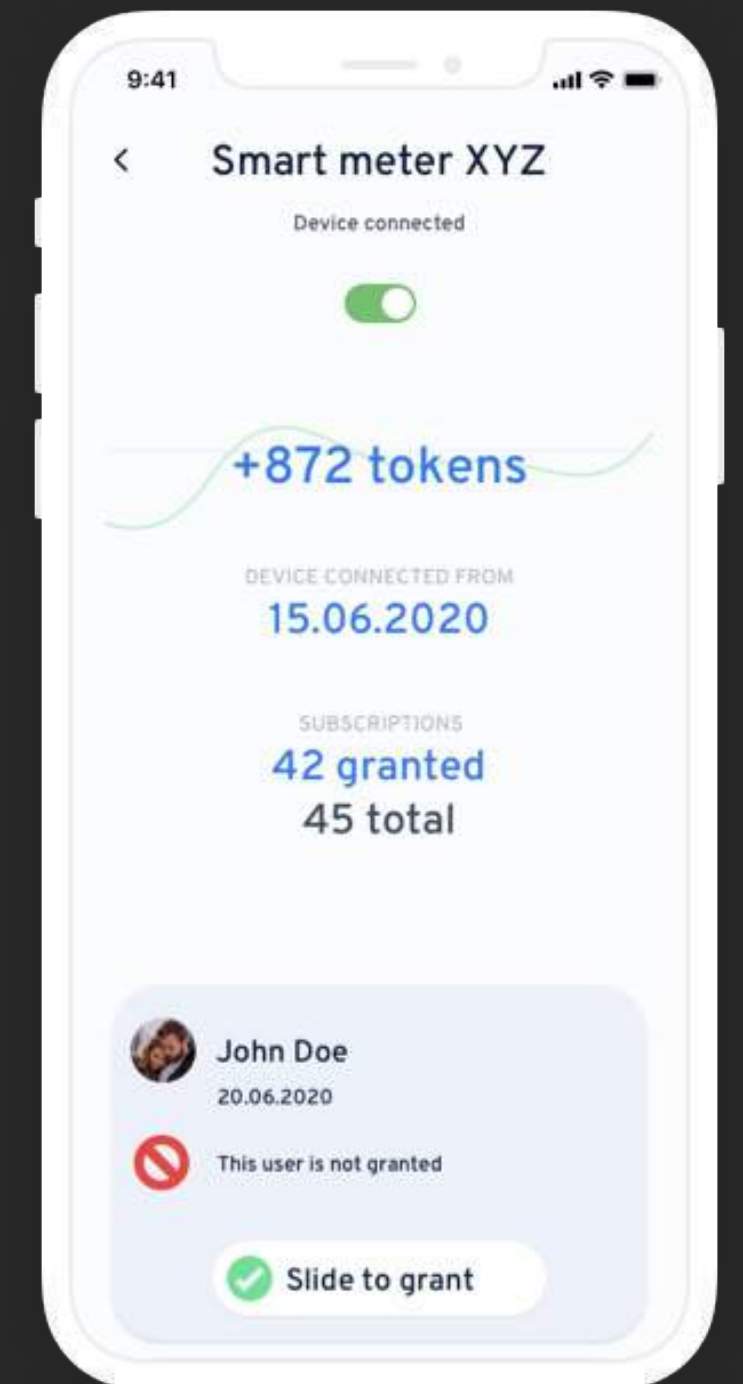 9:41
Smart meter XYZ
Device connected
+872 tokens
DEVICE CONNECTED FROM
15.06.2020
SUBSCRIPTIONS
42 granted
45 total
John Doe
20.06.2020
This user is not granted
Slide to grant